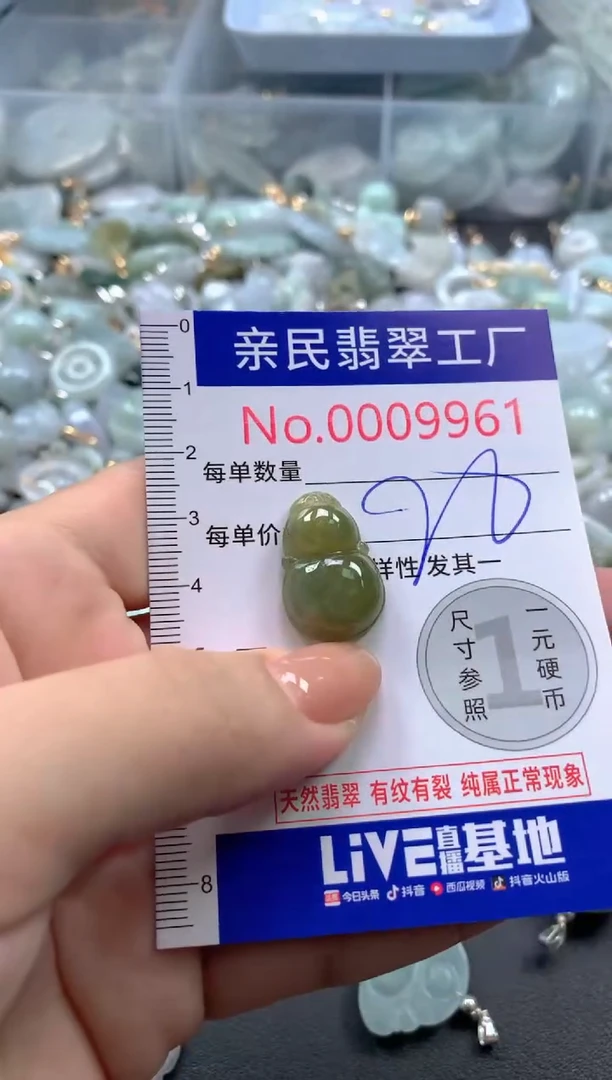 亲民翡翠工厂
No.0009961
每单数量
每单价
样性 发其一
0
1
2
3
4
8
尺寸参照
1
一元硬币
天然翡翠 有纹有裂 纯属正常现象
LiVE直播基地
今日头条 抖音 西瓜视频 抖音火山版